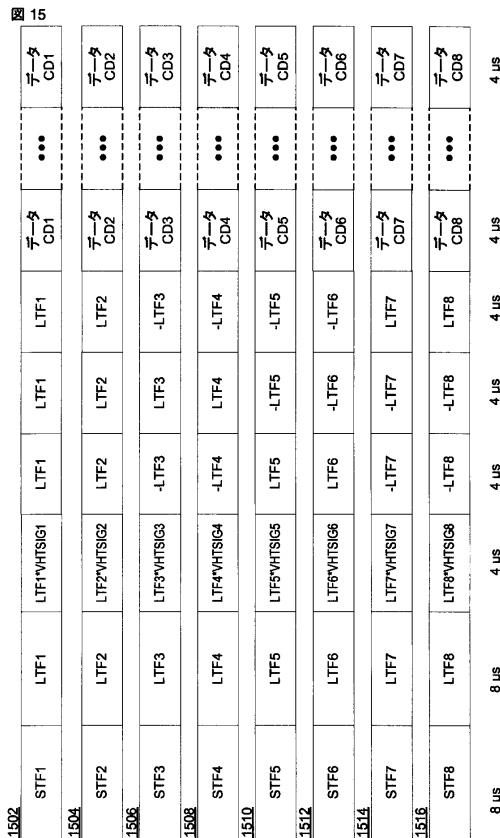 図 15
1502
STF1
LTF1
LTF1*VHTSIG1
LTF1
LTF1
LTF1
データ
CD1
•••
データ
CD1
1504
STF2
LTF2
LTF2*VHTSIG2
LTF2
LTF2
LTF2
データ
CD2
•••
データ
CD2
1506
STF3
LTF3
LTF3*VHTSIG3
-LTF3
LTF3
-LTF3
データ
CD3
•••
データ
CD3
1508
STF4
LTF4
LTF4*VHTSIG4
-LTF4
LTF4
-LTF4
データ
CD4
•••
データ
CD4
1510
STF5
LTF5
LTF5*VHTSIG5
LTF5
-LTF5
-LTF5
データ
CD5
•••
データ
CD5
1512
STF6
LTF6
LTF6*VHTSIG6
LTF6
-LTF6
-LTF6
データ
CD6
•••
データ
CD6
1514
STF7
LTF7
LTF7*VHTSIG7
-LTF7
-LTF7
LTF7
データ
CD7
•••
データ
CD7
1516
STF8
LTF8
LTF8*VHTSIG8
-LTF8
-LTF8
LTF8
データ
CD8
•••
データ
CD8
8 us
8 us
4 us
4 us
4 us
4 us
4 us
4 us